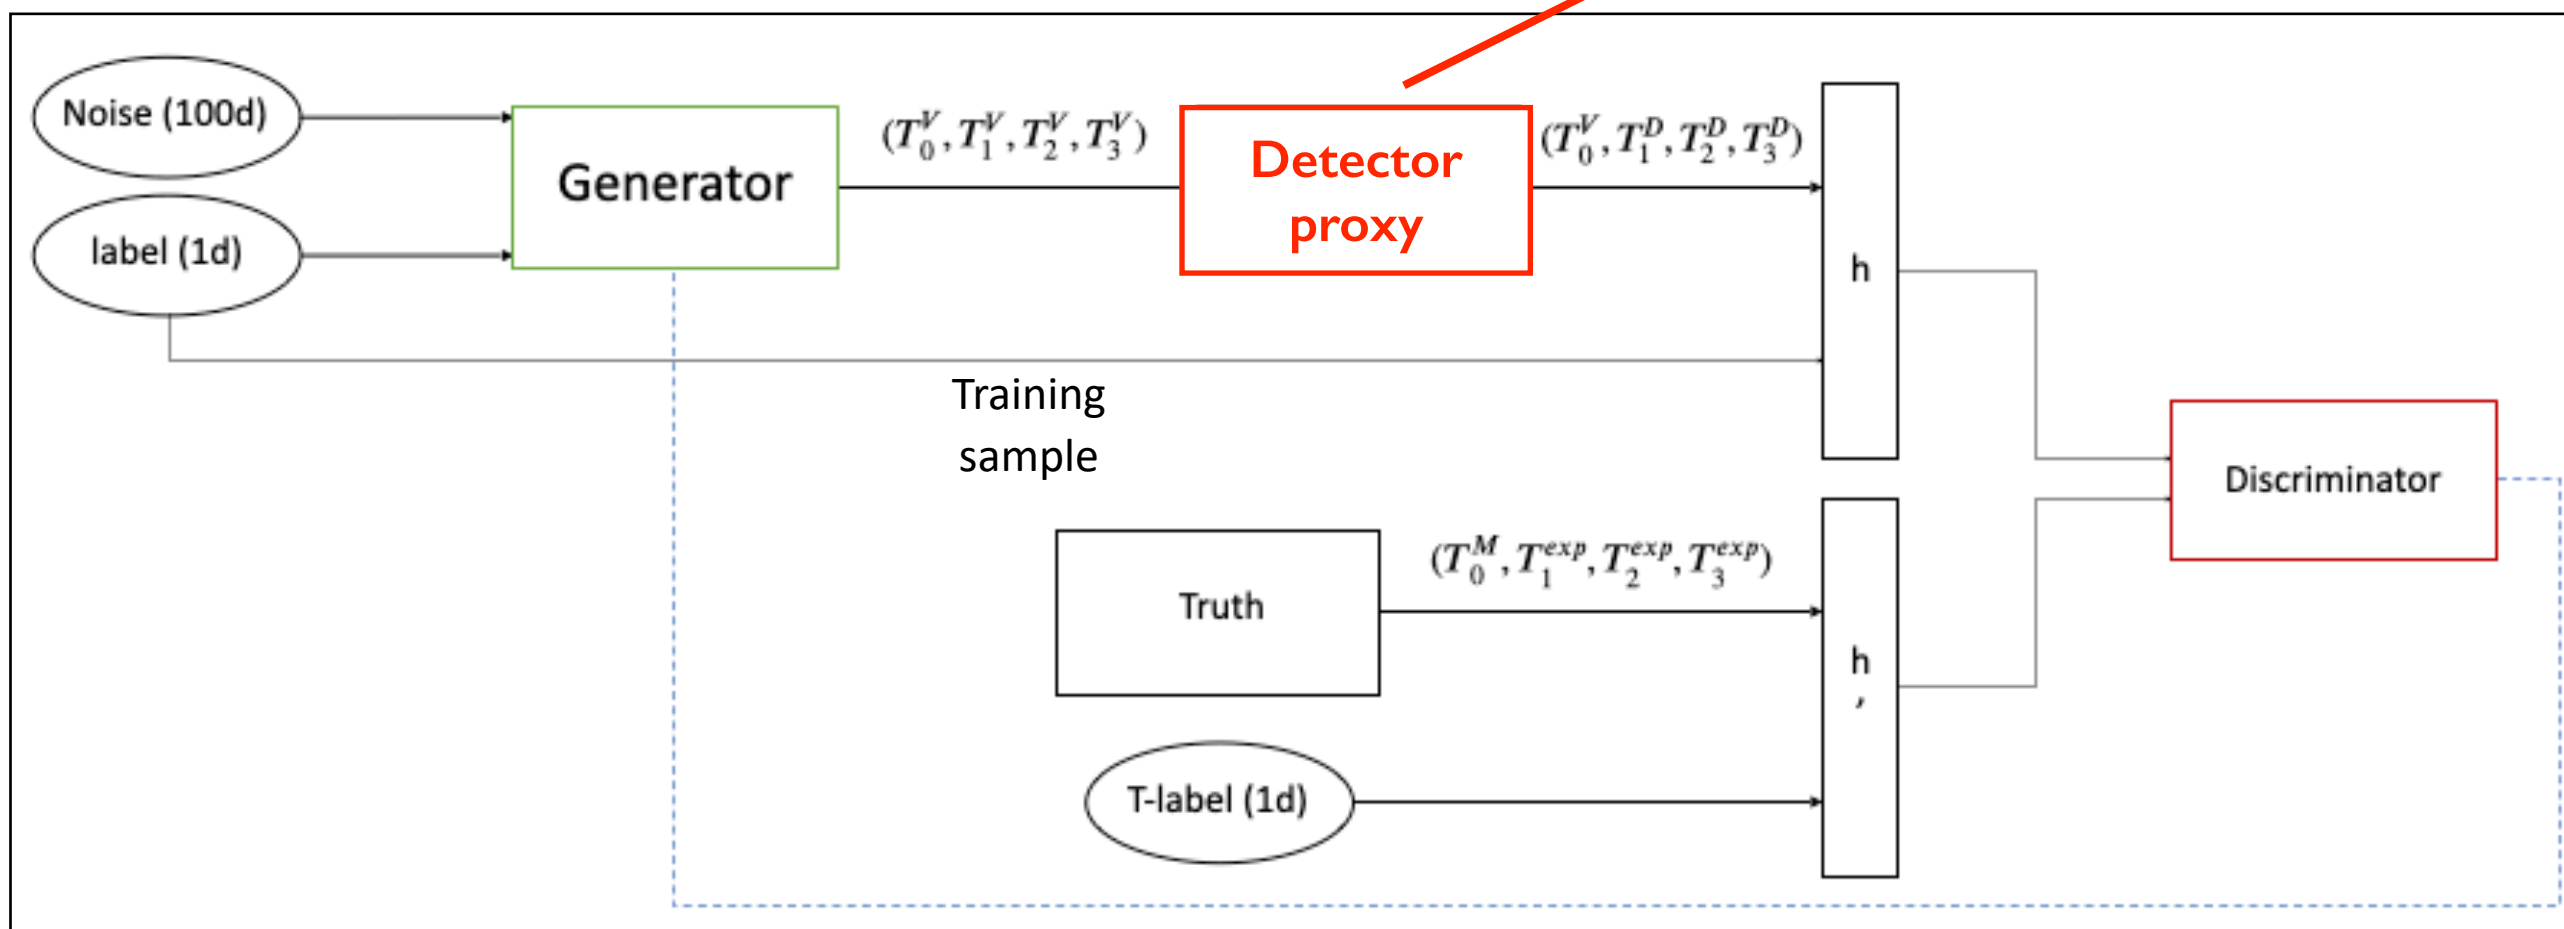 Noise (100d)
label (1d)
Generator
$(T_0^V, T_1^V, T_2^V, T_3^V)$
Detector
proxy
$(T_0^V, T_1^D, T_2^D, T_3^D)$
h
Training
sample
Discriminator
Truth
$(T_0^M, T_1^{exp}, T_2^{exp}, T_3^{exp})$
h
,
T-label (1d)